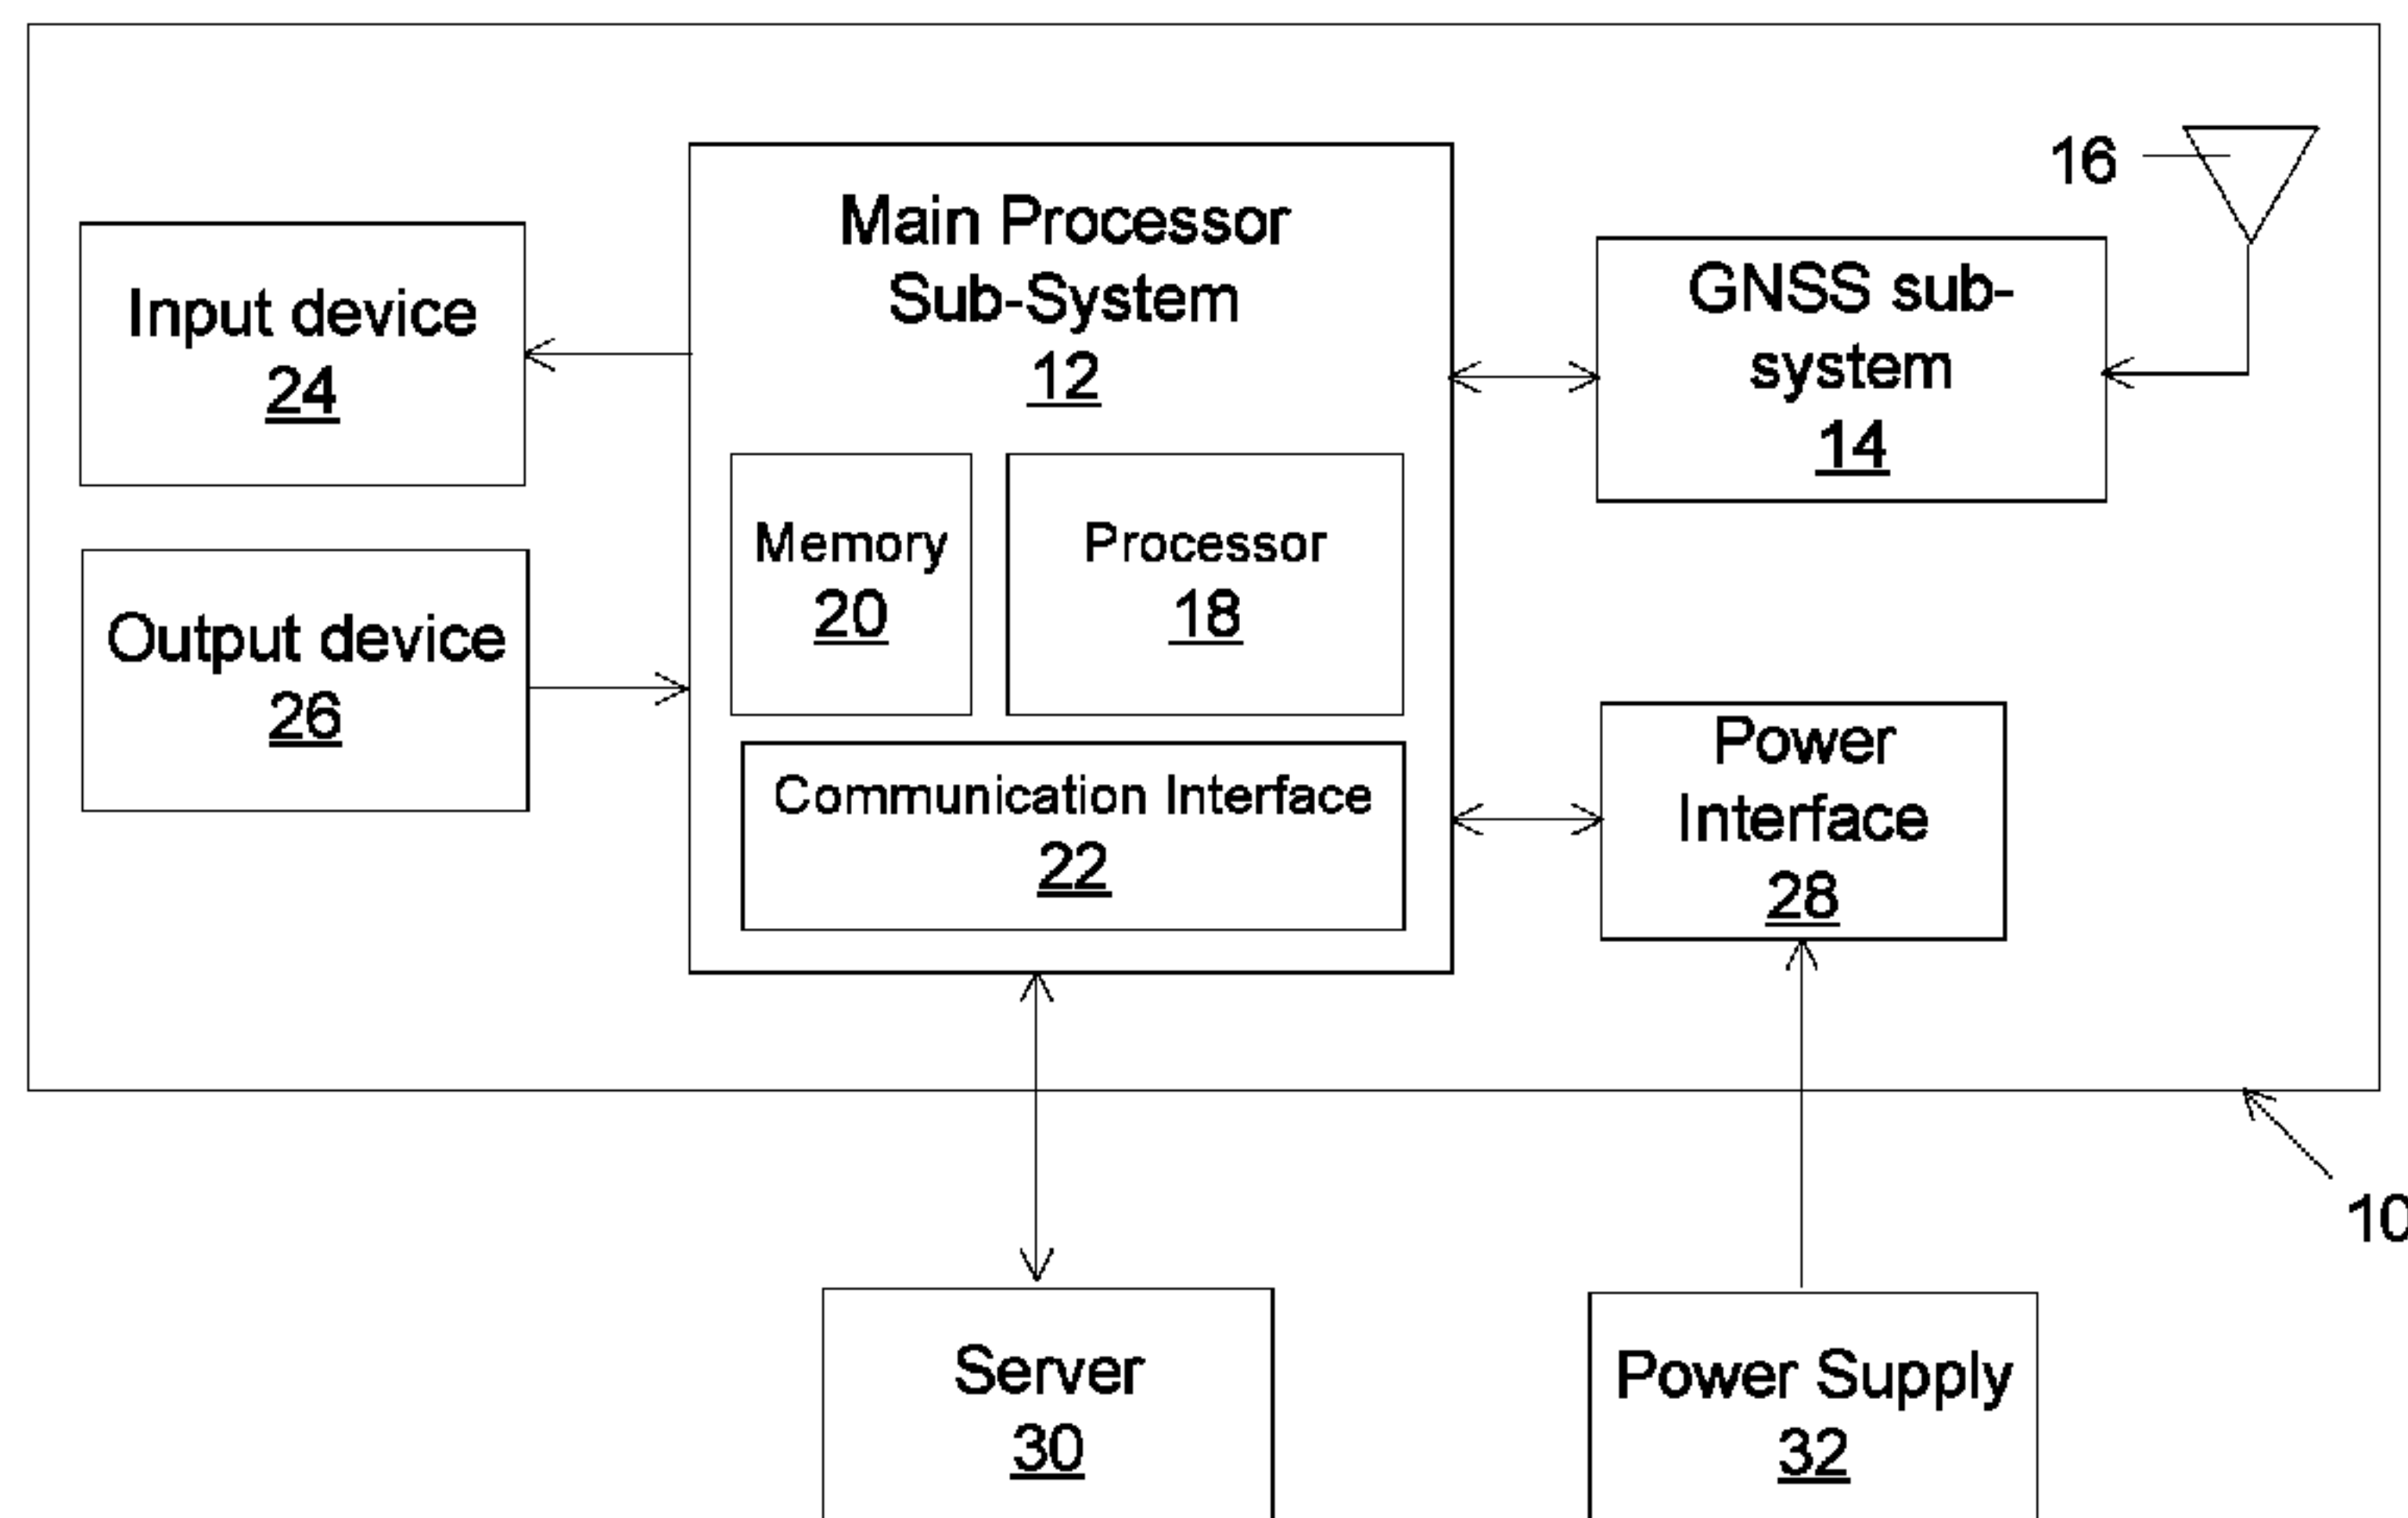 Main Processor
Sub-System
12
Input device
24
Output device
26
Memory
20
Processor
18
Communication Interface
22
16
GNSS sub-
system
14
Power
Interface
28
10
Server
30
Power Supply
32